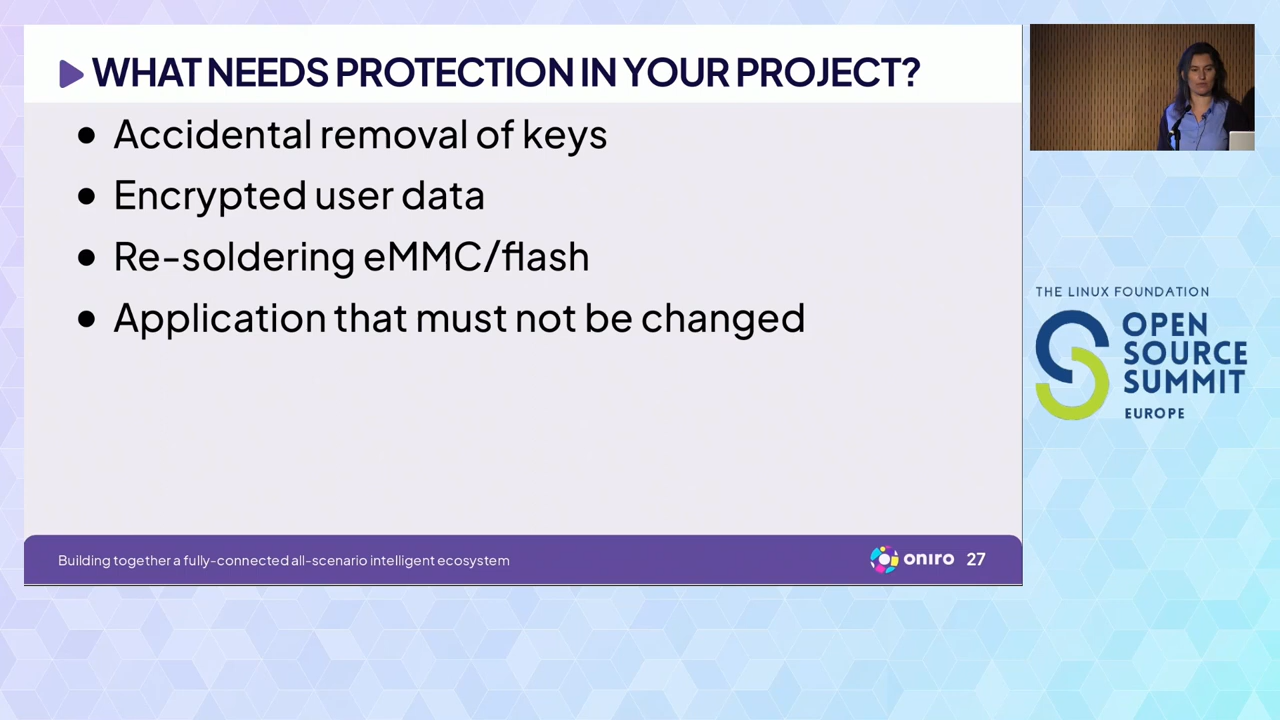 WHAT NEEDS PROTECTION IN YOUR PROJECT?
● Accidental removal of keys
● Encrypted user data
● Re-soldering eMMC/flash
● Application that must not be changed
Building together a fully-connected all-scenario intelligent ecosystem
oniro 27
THE LINUX FOUNDATION
OPEN
SOURCE
SUMMIT
EUROPE